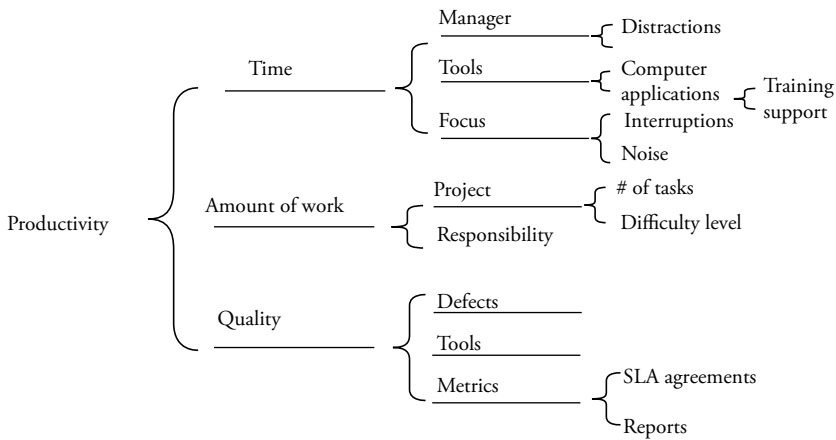 Productivity
Time
Manager
Distractions
Tools
Computer
applications
Training
support
Focus
Interruptions
Noise
Amount of work
Project
# of tasks
Difficulty level
Responsibility
Quality
Defects
Tools
Metrics
SLA agreements
Reports